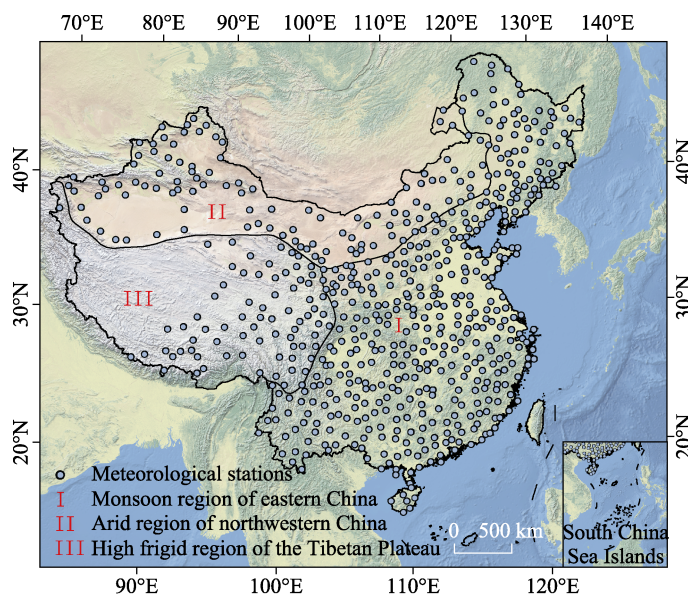 70°E 80°E 90°E 100°E 110°E 120°E 130°E 140°E
40°N 40°N
II
III
30°N 30°N
I
20°N 20°N
Meteorological stations
I Monsoon region of eastern China
II Arid region of northwestern China
III High frigid region of the Tibetan Plateau
0 500 km
South China
Sea Islands
90°E 100°E 110°E 120°E